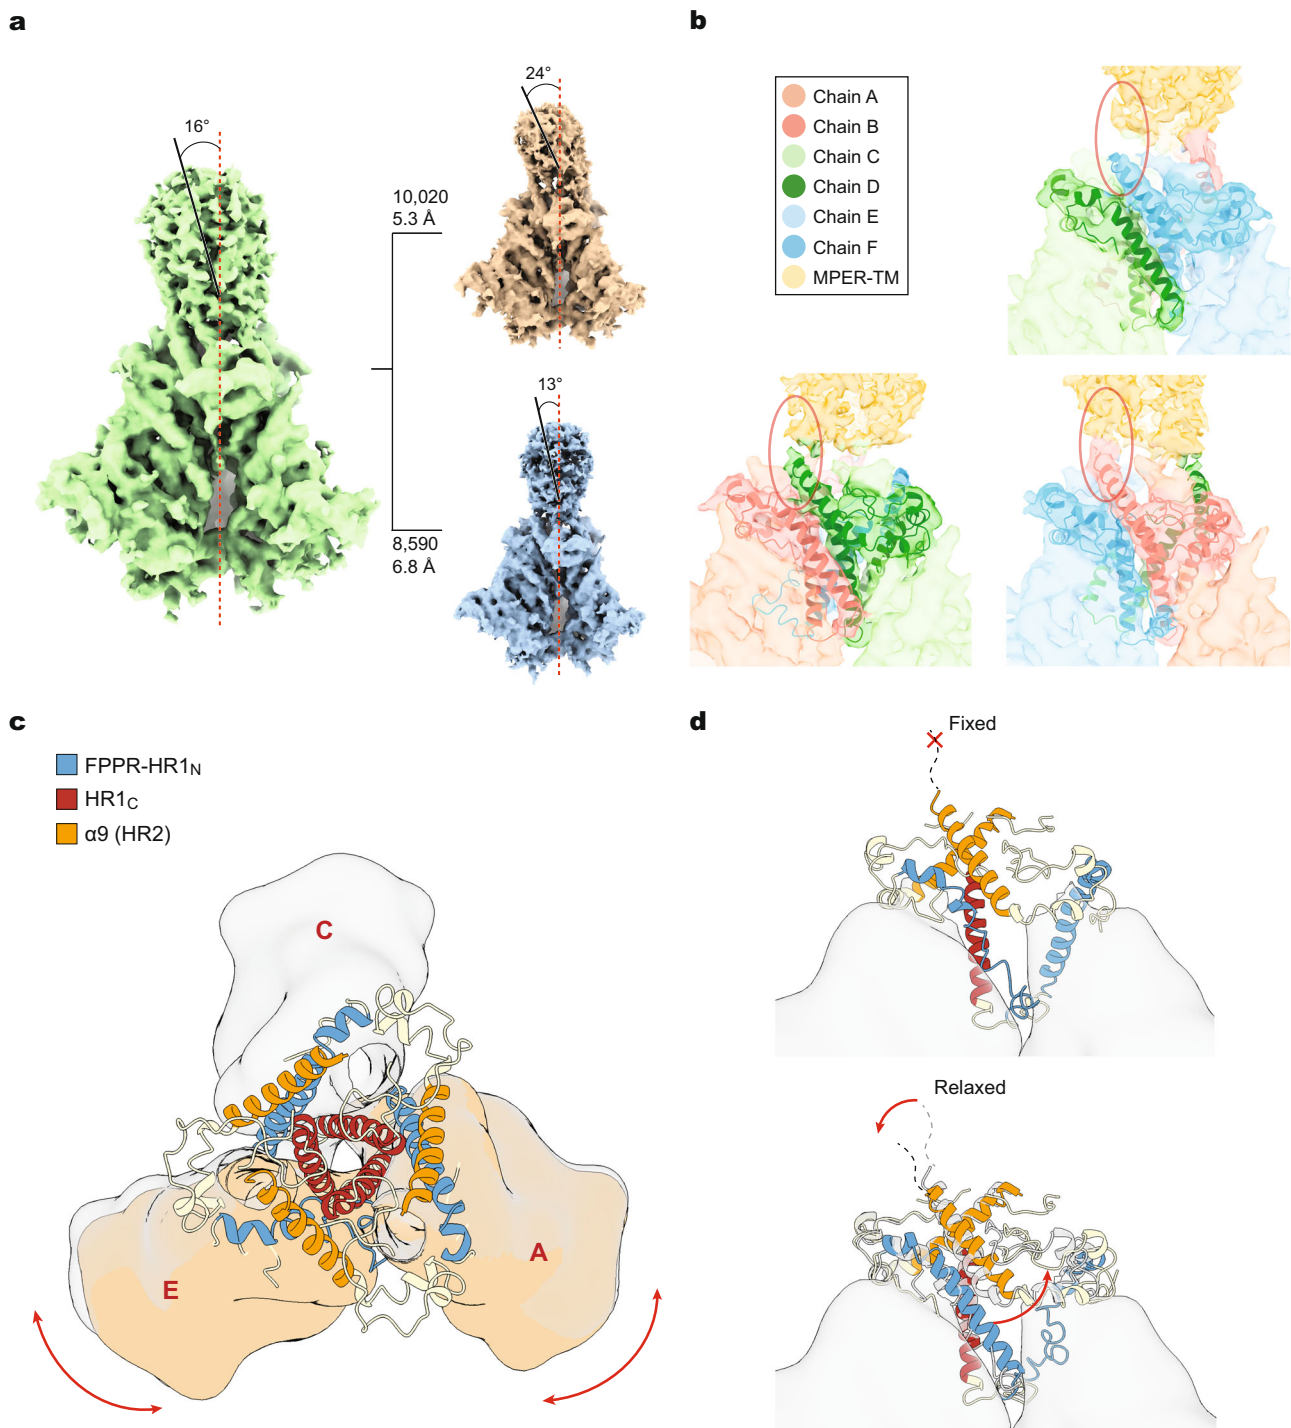 a
16°
24°
10,020
5.3 Å
13°
8,590
6.8 Å
b
Chain A
Chain B
Chain C
Chain D
Chain E
Chain F
MPER-TM
c
FPPR-HR1N
HR1C
α9 (HR2)
C
E
A
d
Fixed
Relaxed